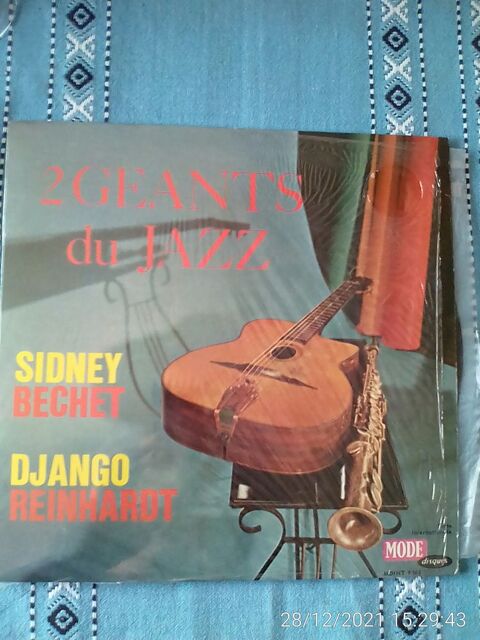 2 GEANTS
du JAZZ
SIDNEY
BECHET
DJANGO
REINHARDT
MODE
disques
28/12/2021 15:29:43